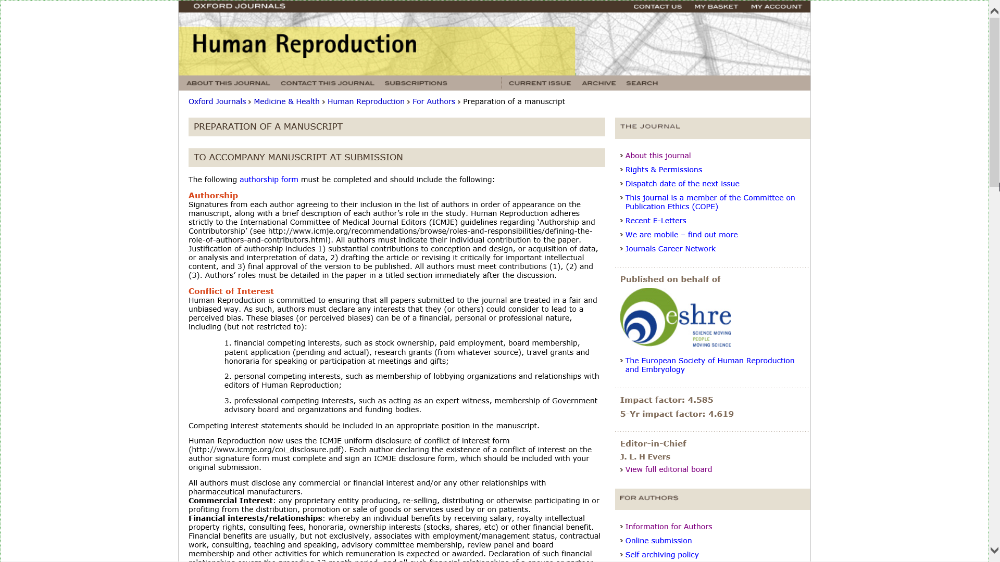 OXFORD JOURNALS
CONTACT US MY BASKET MY ACCOUNT
Human Reproduction
ABOUT THIS JOURNAL CONTACT THIS JOURNAL SUBSCRIPTIONS CURRENT ISSUE ARCHIVE SEARCH
Oxford Journals › Medicine & Health › Human Reproduction › For Authors › Preparation of a manuscript
PREPARATION OF A MANUSCRIPT
TO ACCOMPANY MANUSCRIPT AT SUBMISSION
The following authorship form must be completed and should include the following:
Authorship
Signatures from each author agreeing to their inclusion in the list of authors in order of appearance on the
manuscript, along with a brief description of each author’s role in the study. Human Reproduction adheres
strictly to the International Committee of Medical Journal Editors (ICMJE) guidelines regarding ‘Authorship and
Contributorship’ (see http://www.icmje.org/recommendations/browse/roles-and-responsibilities/defining-the-
role-of-authors-and-contributors.html). All authors must indicate their individual contribution to the paper.
Justification of authorship includes 1) substantial contributions to conception and design, or acquisition of data,
or analysis and interpretation of data, 2) drafting the article or revising it critically for important intellectual
content, and 3) final approval of the version to be published. All authors must meet contributions (1), (2) and
(3). Authors’ roles must be detailed in the paper in a titled section immediately after the discussion.
Conflict of Interest
Human Reproduction is committed to ensuring that all papers submitted to the journal are treated in a fair and
unbiased way. As such, authors must declare any interests that they (or others) could consider to lead to a
perceived bias. These biases (or perceived biases) can be of a financial, personal or professional nature,
including (but not restricted to):
1. financial competing interests, such as stock ownership, paid employment, board membership,
patent application (pending and actual), research grants (from whatever source), travel grants and
honoraria for speaking or participation at meetings and gifts;
2. personal competing interests, such as membership of lobbying organizations and relationships with
editors of Human Reproduction;
3. professional competing interests, such as acting as an expert witness, membership of Government
advisory board and organizations and funding bodies.
Competing interest statements should be included in an appropriate position in the manuscript.
Human Reproduction now uses the ICMJE uniform disclosure of conflict of interest form
(http://www.icmje.org/coi_disclosure.pdf). Each author declaring the existence of a conflict of interest on the
author signature form must complete and sign an ICMJE disclosure form, which should be included with your
original submission.
All authors must disclose any commercial or financial interest and/or any other relationships with
pharmaceutical manufacturers.
Commercial Interest: any proprietary entity producing, re-selling, distributing or otherwise participating in or
profiting from the distribution, promotion or sale of goods or services used by or on patients.
Financial interests/relationships: whereby an individual benefits by receiving salary, royalty intellectual
property rights, consulting fees, honoraria, ownership interests (stocks, shares, etc) or other financial benefit.
Financial benefits are usually, but not exclusively, associates with employment/management status, contractual
work, consulting, teaching and speaking, advisory committee membership, review panel and board
membership and other activities for which remuneration is expected or awarded. Declaration of such financial
relationships covers the preceding 12 month period, and all such financial relationships of a spouse or partner
THE JOURNAL
› About this journal
› Rights & Permissions
› Dispatch date of the next issue
› This journal is a member of the Committee on
Publication Ethics (COPE)
› Recent E-Letters
› We are mobile – find out more
› Journals Career Network
Published on behalf of
eshre
SCIENCE MOVING
PEOPLE
MOVING SCIENCE
› The European Society of Human Reproduction
and Embryology
Impact factor: 4.585
5-Yr impact factor: 4.619
Editor-in-Chief
J. L. H Evers
› View full editorial board
FOR AUTHORS
› Information for Authors
› Online submission
› Self archiving policy